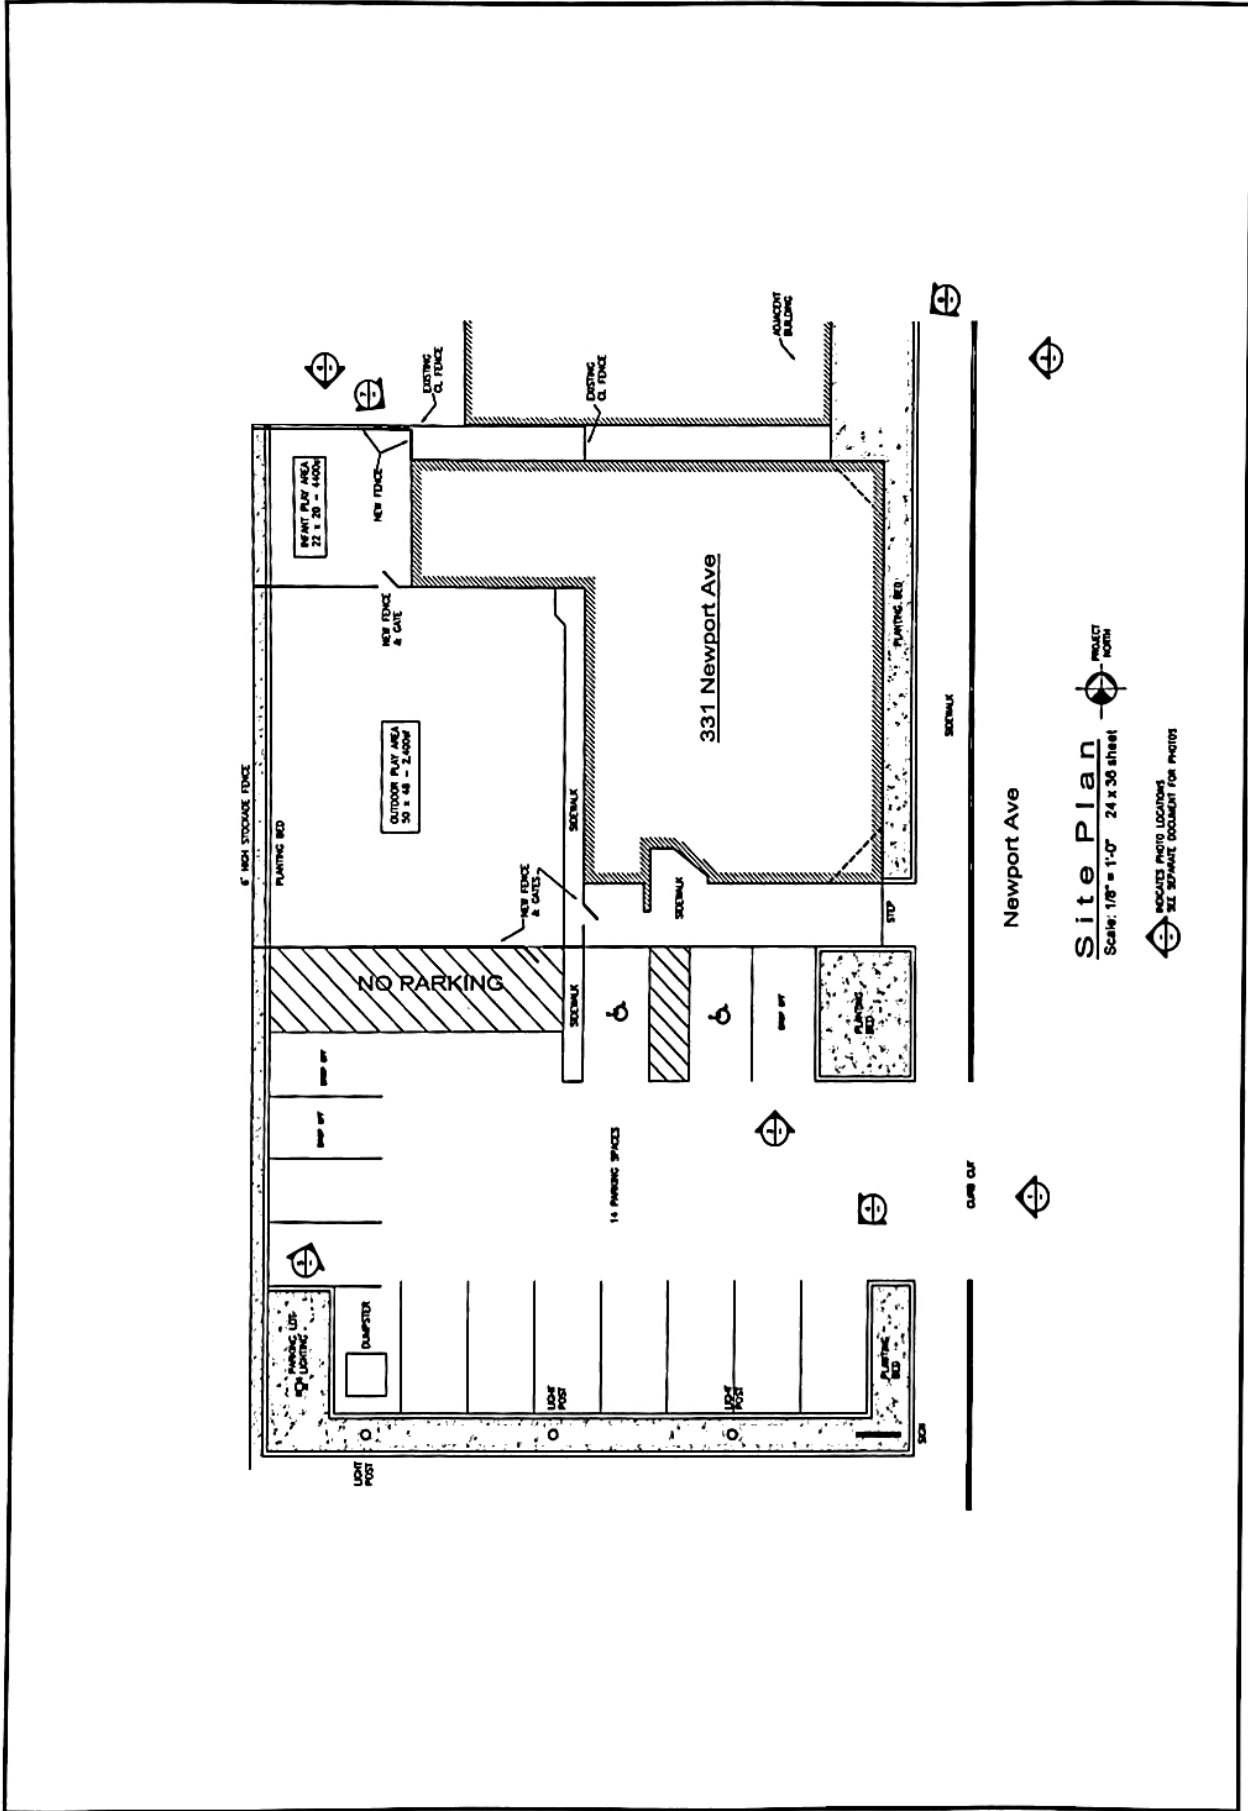 6' HIGH STOCKADE FENCE
PLANTING BED
INFANT PLAY AREA
22 x 20 = 440SF
NEW FENCE
EXISTING
CL FENCE
EXISTING
CL FENCE
ADJACENT
BUILDING
NEW FENCE
& GATE
OUTDOOR PLAY AREA
50 x 48 = 2,400SF
SIDEWALK
331 Newport Ave
PLANTING BED
SIDEWALK
NEW FENCE
& GATES
SIDEWALK
STEP
NO PARKING
SIDEWALK
DROP OFF
PLANTING
BED
DROP OFF
DROP OFF
14 PARKING SPACES
CURB CUT
PARKING LOT
LIGHTING
DUMPSTER
LIGHT
POST
LIGHT
POST
LIGHT
POST
PLANTING
BED
SIGN
Newport Ave
Site Plan
Scale: 1/8" = 1'-0" 24 x 36 sheet
PROJECT
NORTH
INDICATES PHOTO LOCATIONS
SEE SEPARATE DOCUMENT FOR PHOTOS